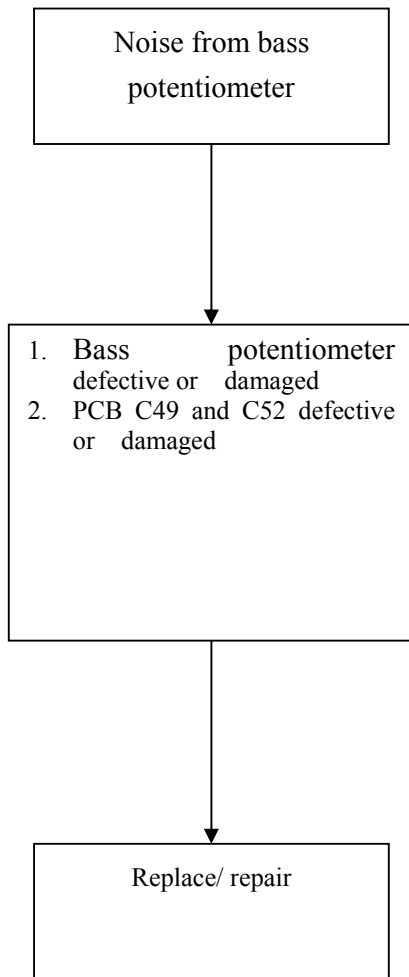 Noise from bass
potentiometer
1. Bass potentiometer
defective or damaged
2. PCB C49 and C52 defective
or damaged
Replace/ repair